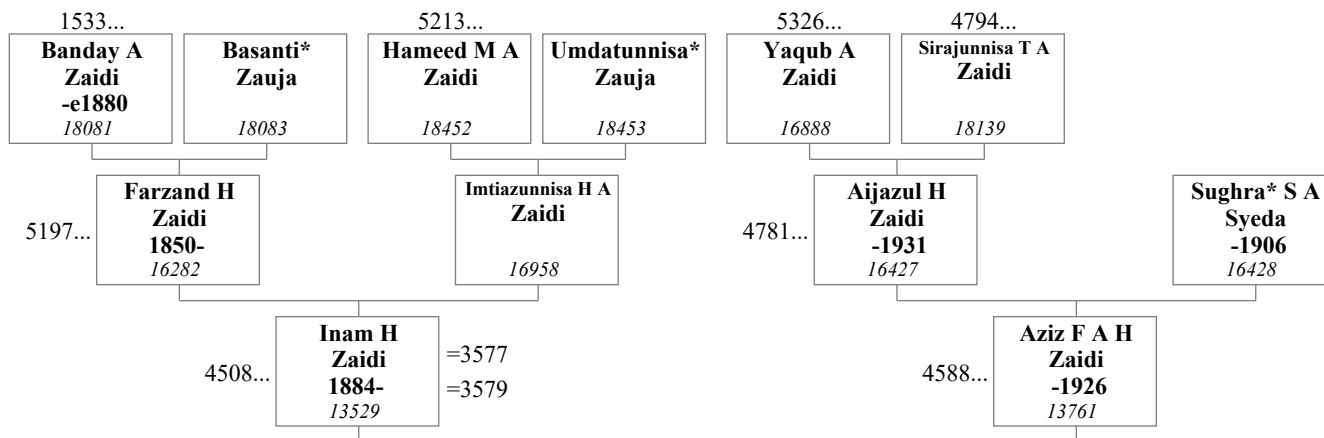 1533...
5213...
5326...
4794...
Banday A
Zaidi
-e1880
18081
Basanti*
Zauja
18083
Hameed M A
Zaidi
18452
Umdatunnisa*
Zauja
18453
Yaqub A
Zaidi
16888
Sirajunnisa T A
Zaidi
18139
5197...
Farzand H
Zaidi
1850-
16282
Imtiazunnisa H A
Zaidi
16958
4781...
Aijazul H
Zaidi
-1931
16427
Sughra* S A
Syeda
-1906
16428
4508...
Inam H
Zaidi
1884-
13529
=3577
=3579
4588...
Aziz F A H
Zaidi
-1926
13761